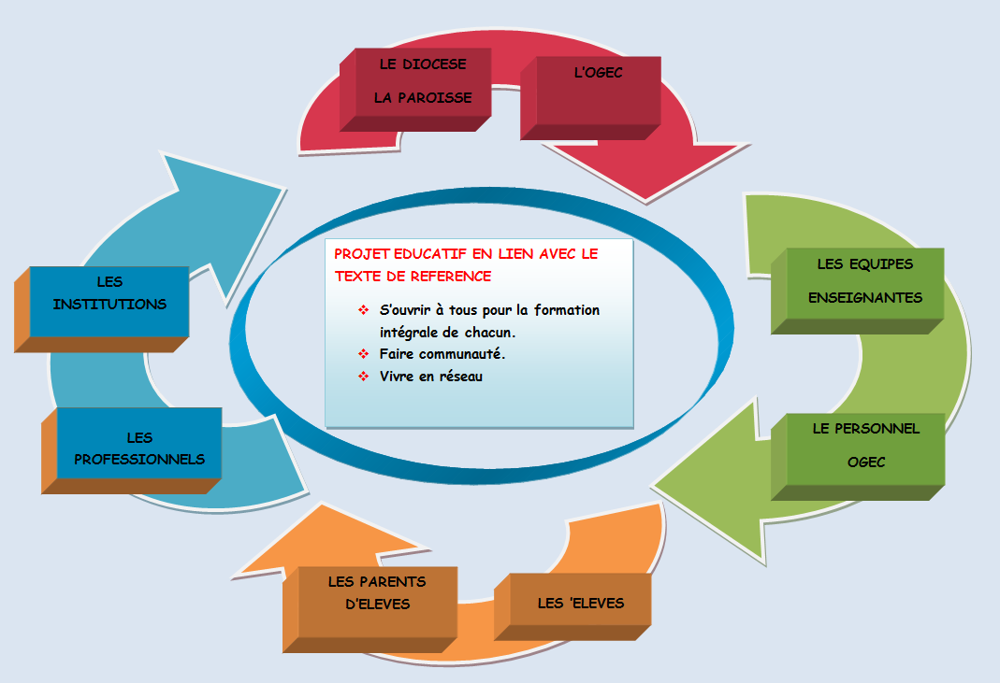 LE DIOCESE
LA PAROISSE
L'OGEC
LES EQUIPES
ENSEIGNANTES
LE PERSONNEL
OGEC
LES 'ELEVES
LES PARENTS
D'ELEVES
LES
PROFESSIONNELS
LES
INSTITUTIONS
PROJET EDUCATIF EN LIEN AVEC LE
TEXTE DE REFERENCE
❖ S'ouvrir à tous pour la formation
intégrale de chacun.
❖ Faire communauté.
❖ Vivre en réseau